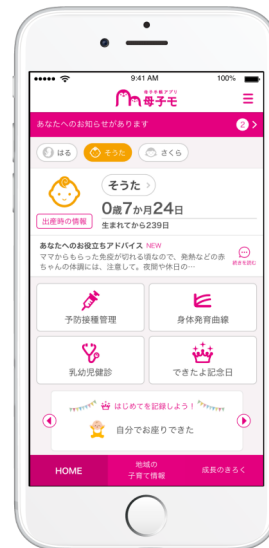 9:41 AM
100%
母子手帳アプリ
母子モ
あなたへのお知らせがあります
2
はる
そうた
さくら
そうた
0歳7か月24日
出産時の情報
生まれてから239日
あなたへのお役立ちアドバイス NEW
ママからもらった免疫が切れる頃なので、発熱などの赤
ちゃんの体調には、注意して。夜間や休日の…
続きを読む
予防接種管理
身体発育曲線
乳幼児健診
できたよ記念日
はじめてを記録しよう！
自分でお座りできた
HOME
地域の
子育て情報
成長のきろく